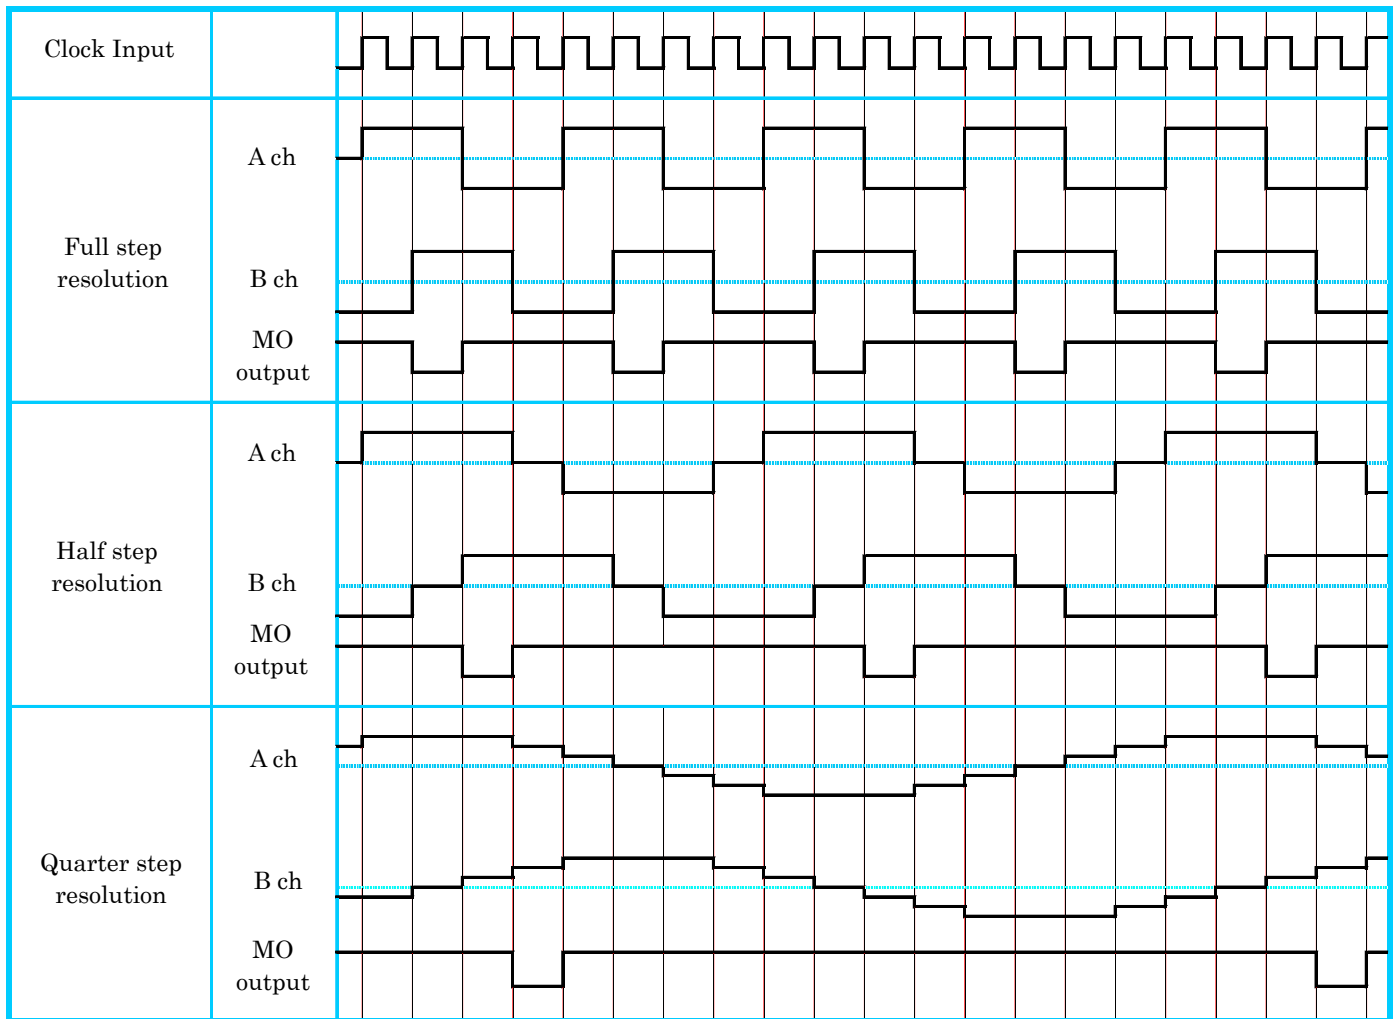 Clock Input
Full step
resolution
A ch
B ch
MO
output
Half step
resolution
A ch
B ch
MO
output
Quarter step
resolution
A ch
B ch
MO
output